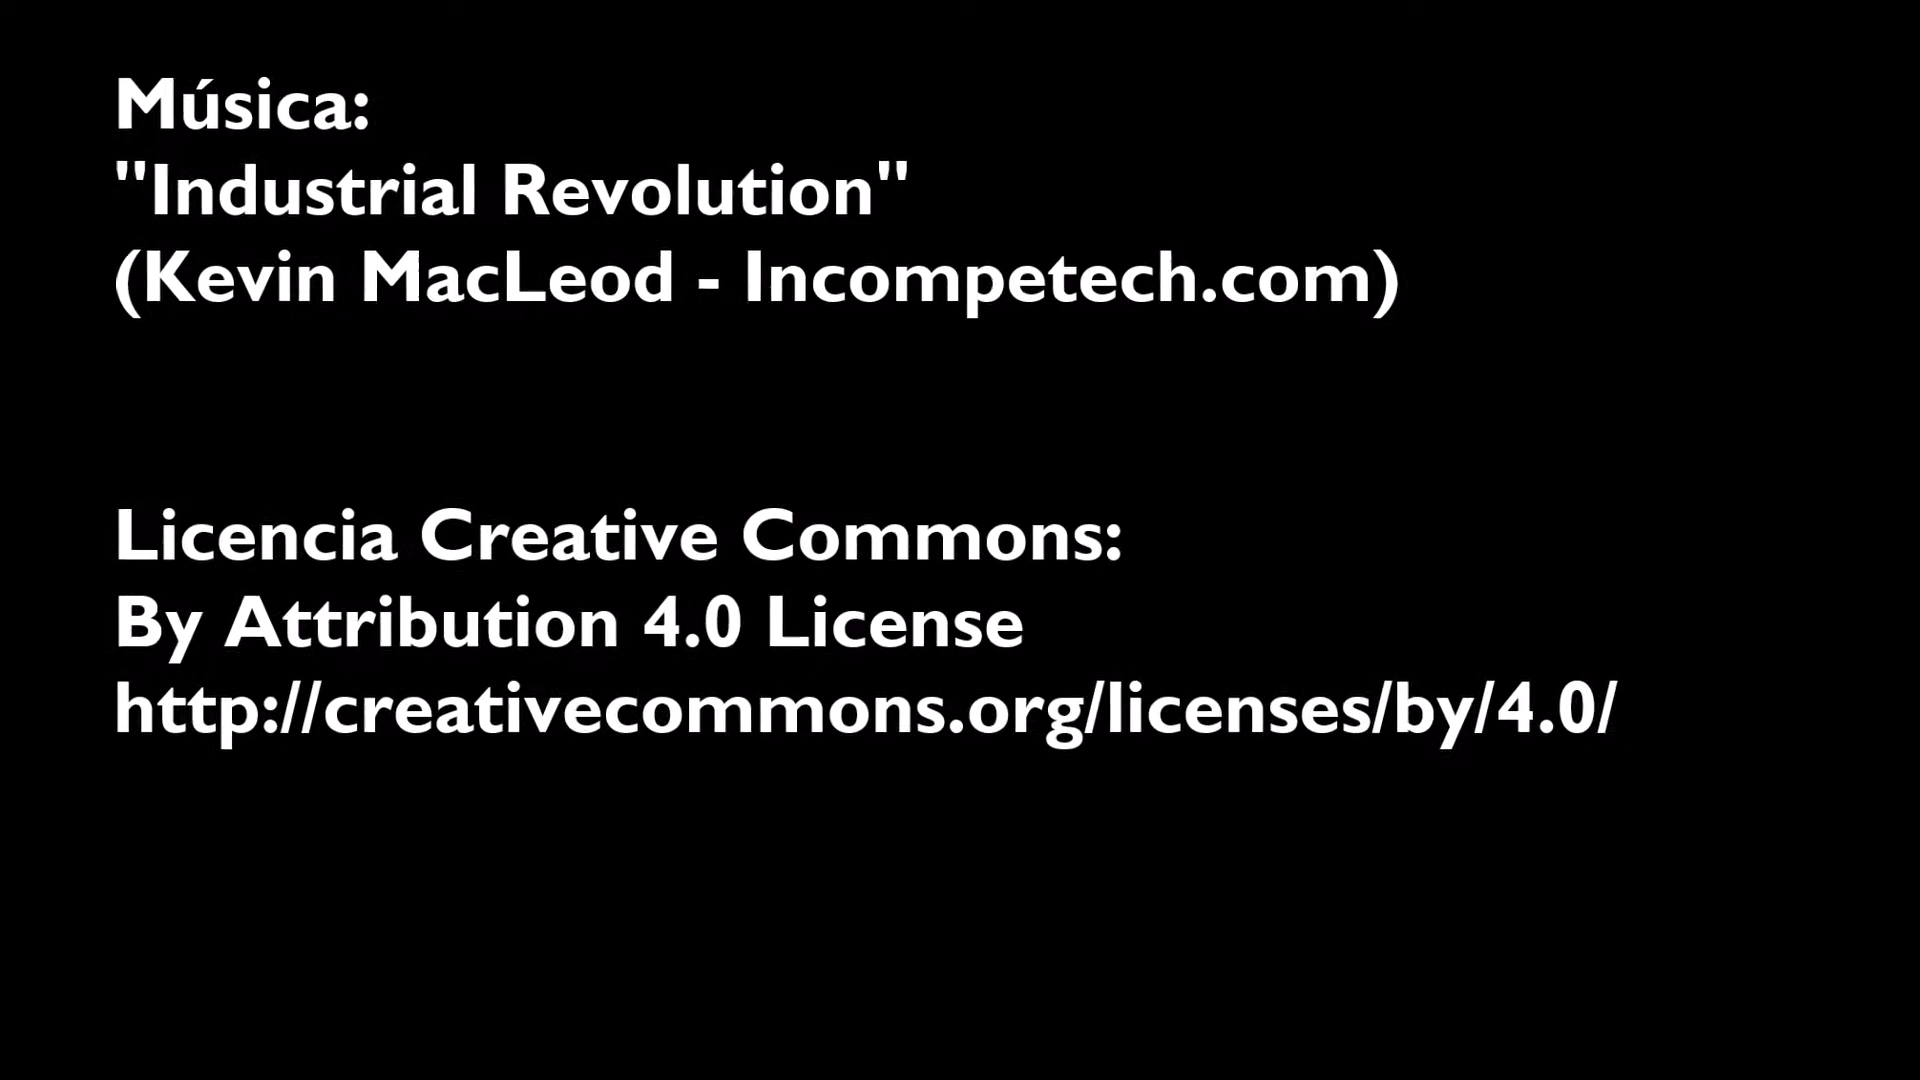 Música:
"Industrial Revolution"
(Kevin MacLeod - Incompetech.com)
Licencia Creative Commons:
By Attribution 4.0 License
http://creativecommons.org/licenses/by/4.0/